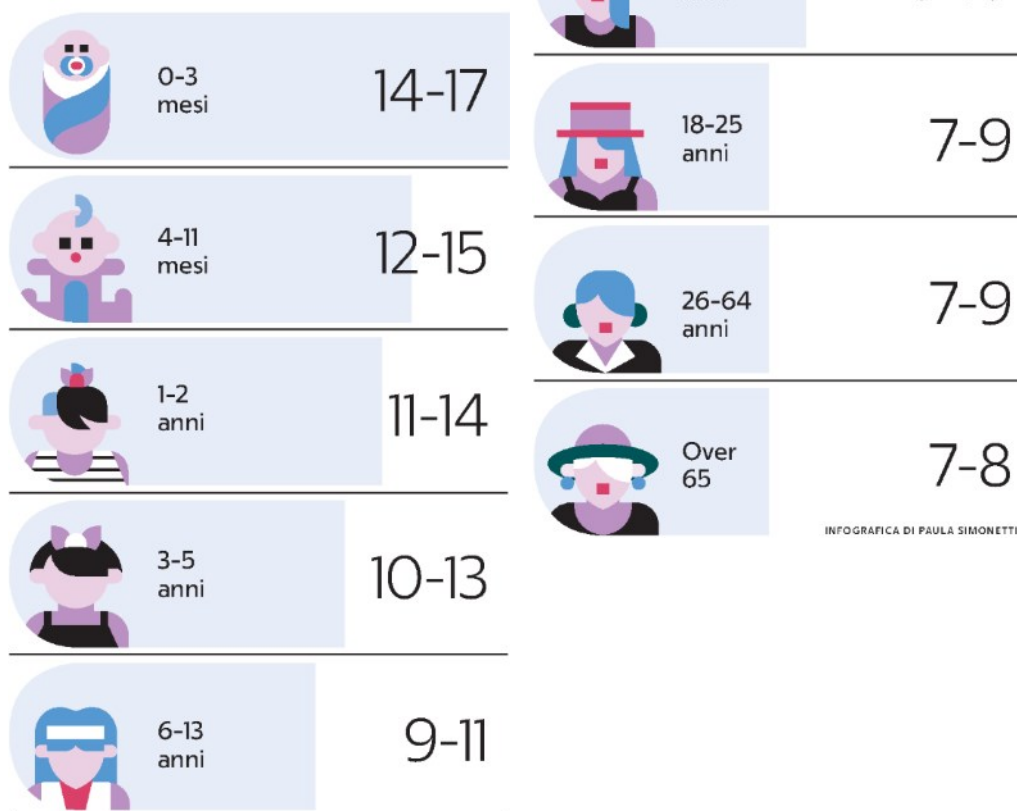 0-3
mesi
14-17
4-11
mesi
12-15
1-2
anni
11-14
3-5
anni
10-13
6-13
anni
9-11
18-25
anni
7-9
26-64
anni
7-9
Over
65
7-8
INFOGRAFICA DI PAULA SIMONETTI